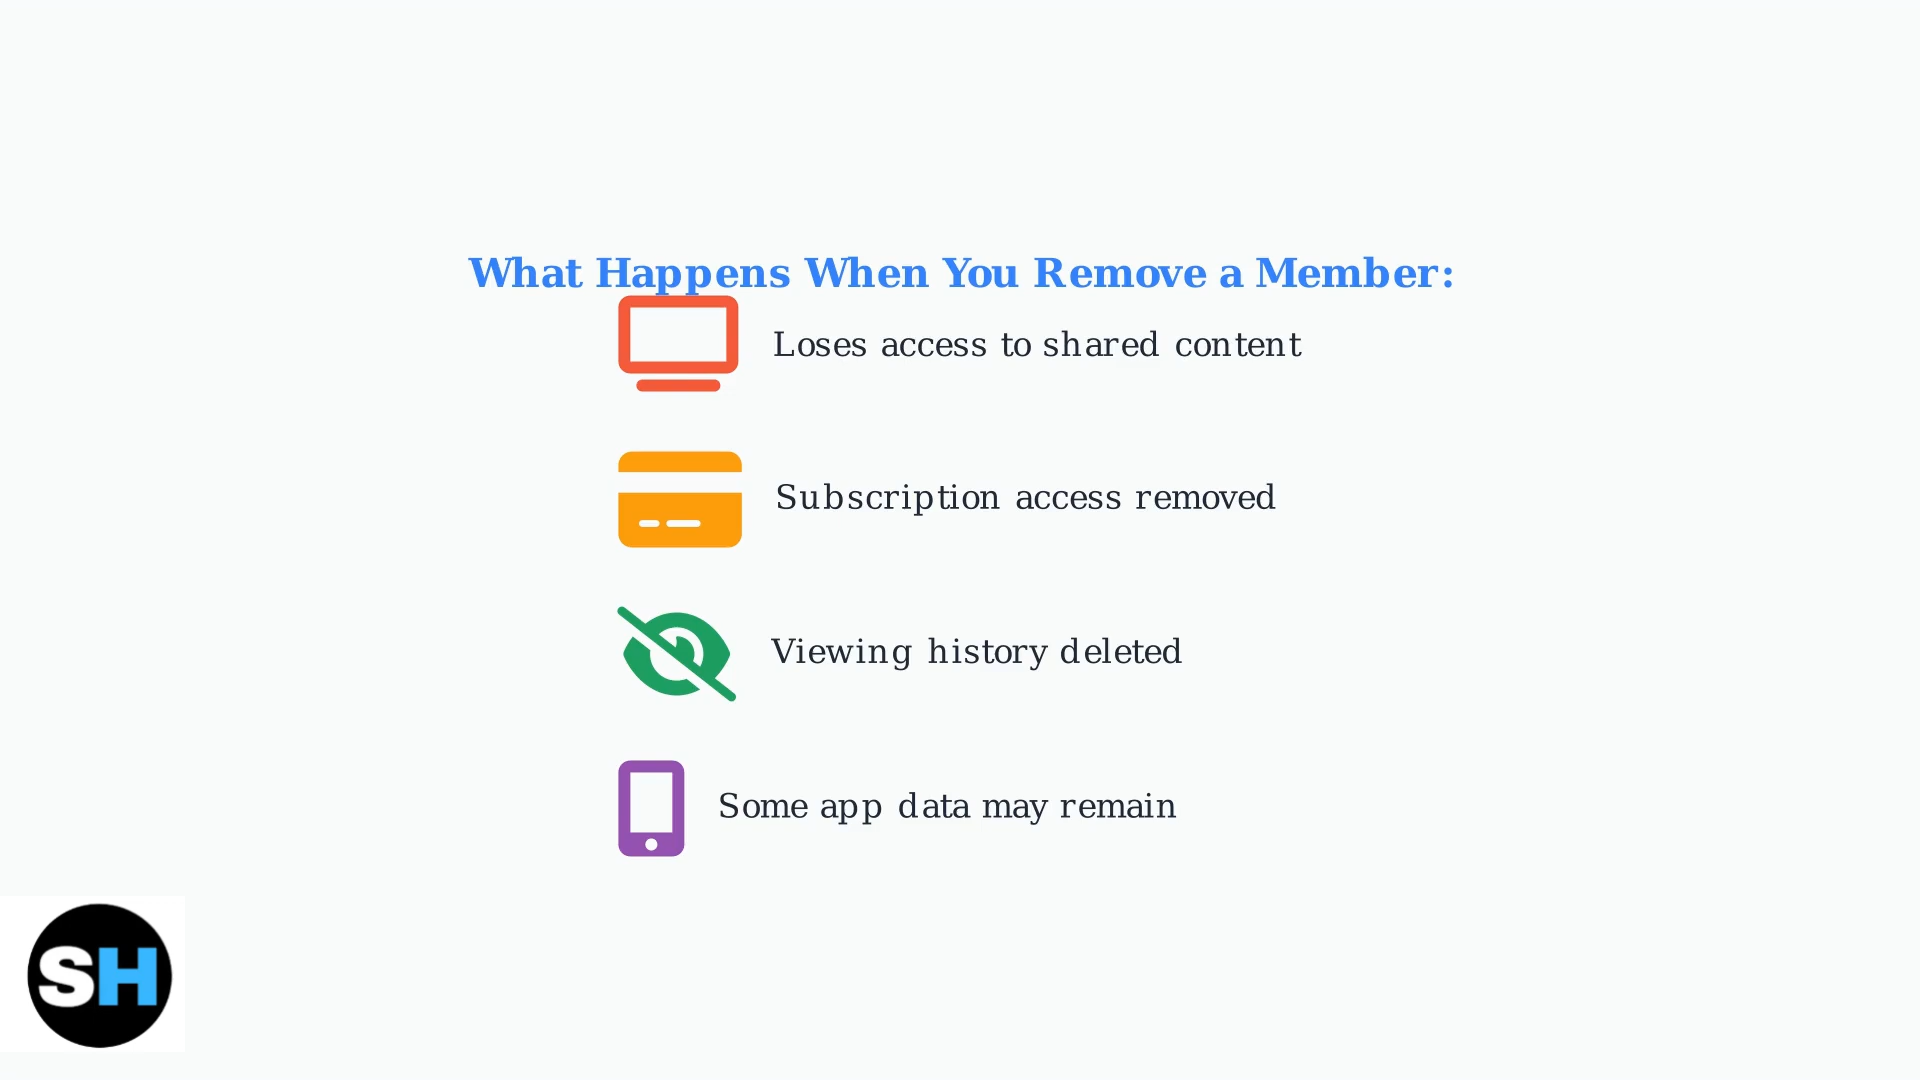 What Happens When You Remove a Member:
Loses access to shared content
Subscription access removed
Viewing history deleted
Some app data may remain
SH